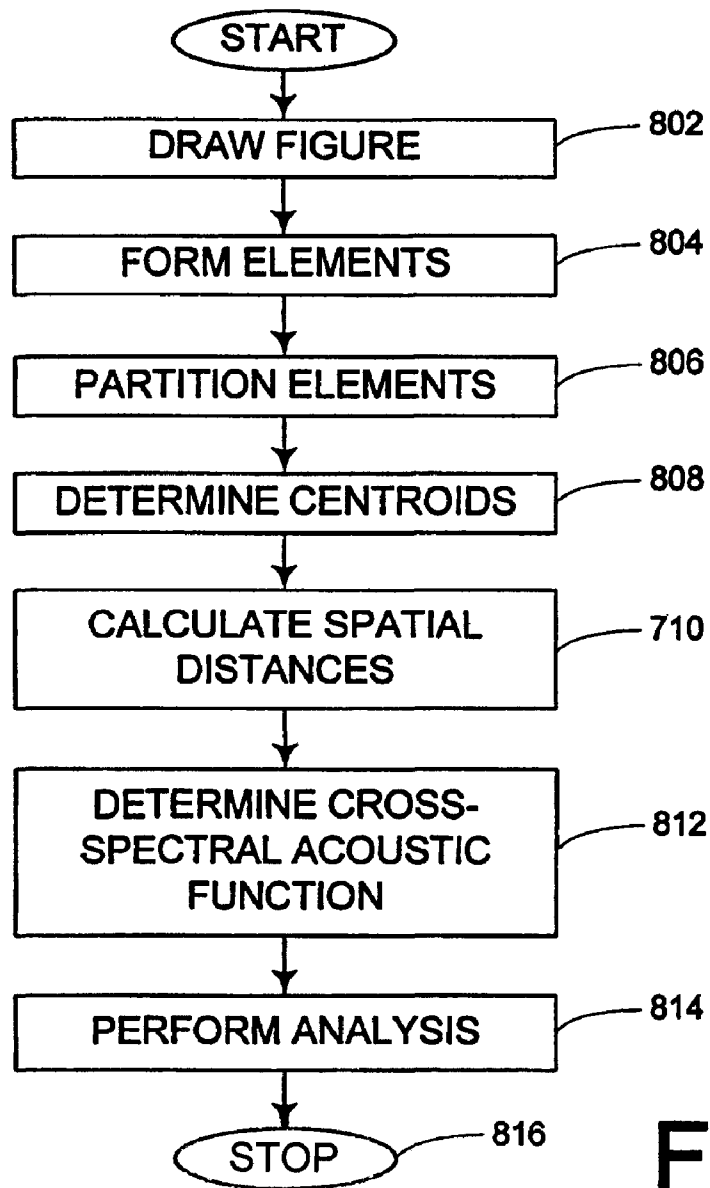 START
DRAW FIGURE
802
FORM ELEMENTS
804
PARTITION ELEMENTS
806
DETERMINE CENTROIDS
808
CALCULATE SPATIAL
DISTANCES
710
DETERMINE CROSS-
SPECTRAL ACOUSTIC
FUNCTION
812
PERFORM ANALYSIS
814
STOP
816
F